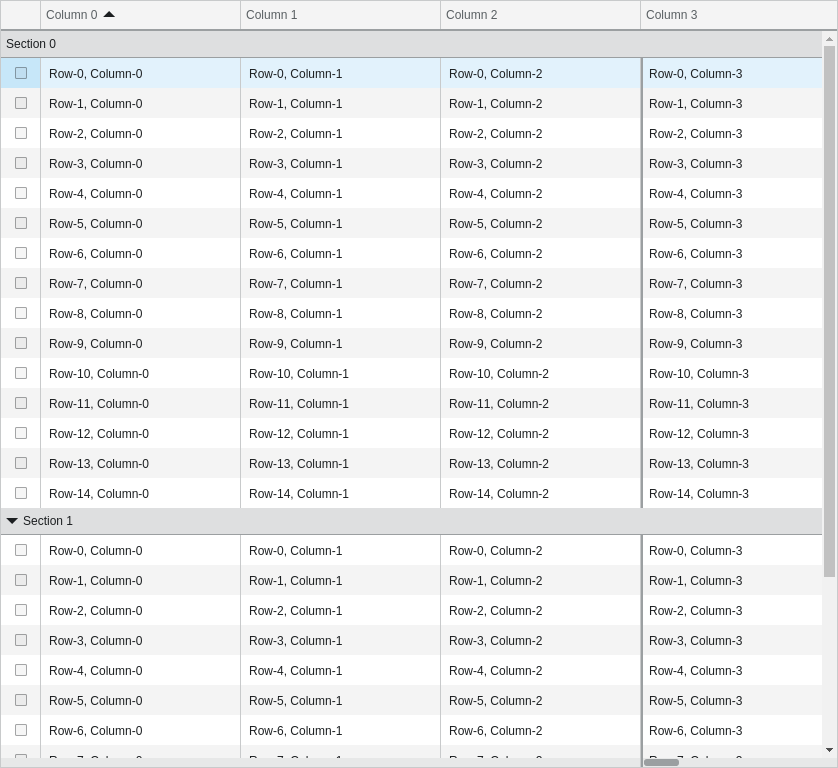 Column 0 Column 1 Column 2 Column 3
Section 0
Row-0, Column-0 Row-0, Column-1 Row-0, Column-2 Row-0, Column-3
Row-1, Column-0 Row-1, Column-1 Row-1, Column-2 Row-1, Column-3
Row-2, Column-0 Row-2, Column-1 Row-2, Column-2 Row-2, Column-3
Row-3, Column-0 Row-3, Column-1 Row-3, Column-2 Row-3, Column-3
Row-4, Column-0 Row-4, Column-1 Row-4, Column-2 Row-4, Column-3
Row-5, Column-0 Row-5, Column-1 Row-5, Column-2 Row-5, Column-3
Row-6, Column-0 Row-6, Column-1 Row-6, Column-2 Row-6, Column-3
Row-7, Column-0 Row-7, Column-1 Row-7, Column-2 Row-7, Column-3
Row-8, Column-0 Row-8, Column-1 Row-8, Column-2 Row-8, Column-3
Row-9, Column-0 Row-9, Column-1 Row-9, Column-2 Row-9, Column-3
Row-10, Column-0 Row-10, Column-1 Row-10, Column-2 Row-10, Column-3
Row-11, Column-0 Row-11, Column-1 Row-11, Column-2 Row-11, Column-3
Row-12, Column-0 Row-12, Column-1 Row-12, Column-2 Row-12, Column-3
Row-13, Column-0 Row-13, Column-1 Row-13, Column-2 Row-13, Column-3
Row-14, Column-0 Row-14, Column-1 Row-14, Column-2 Row-14, Column-3
Section 1
Row-0, Column-0 Row-0, Column-1 Row-0, Column-2 Row-0, Column-3
Row-1, Column-0 Row-1, Column-1 Row-1, Column-2 Row-1, Column-3
Row-2, Column-0 Row-2, Column-1 Row-2, Column-2 Row-2, Column-3
Row-3, Column-0 Row-3, Column-1 Row-3, Column-2 Row-3, Column-3
Row-4, Column-0 Row-4, Column-1 Row-4, Column-2 Row-4, Column-3
Row-5, Column-0 Row-5, Column-1 Row-5, Column-2 Row-5, Column-3
Row-6, Column-0 Row-6, Column-1 Row-6, Column-2 Row-6, Column-3